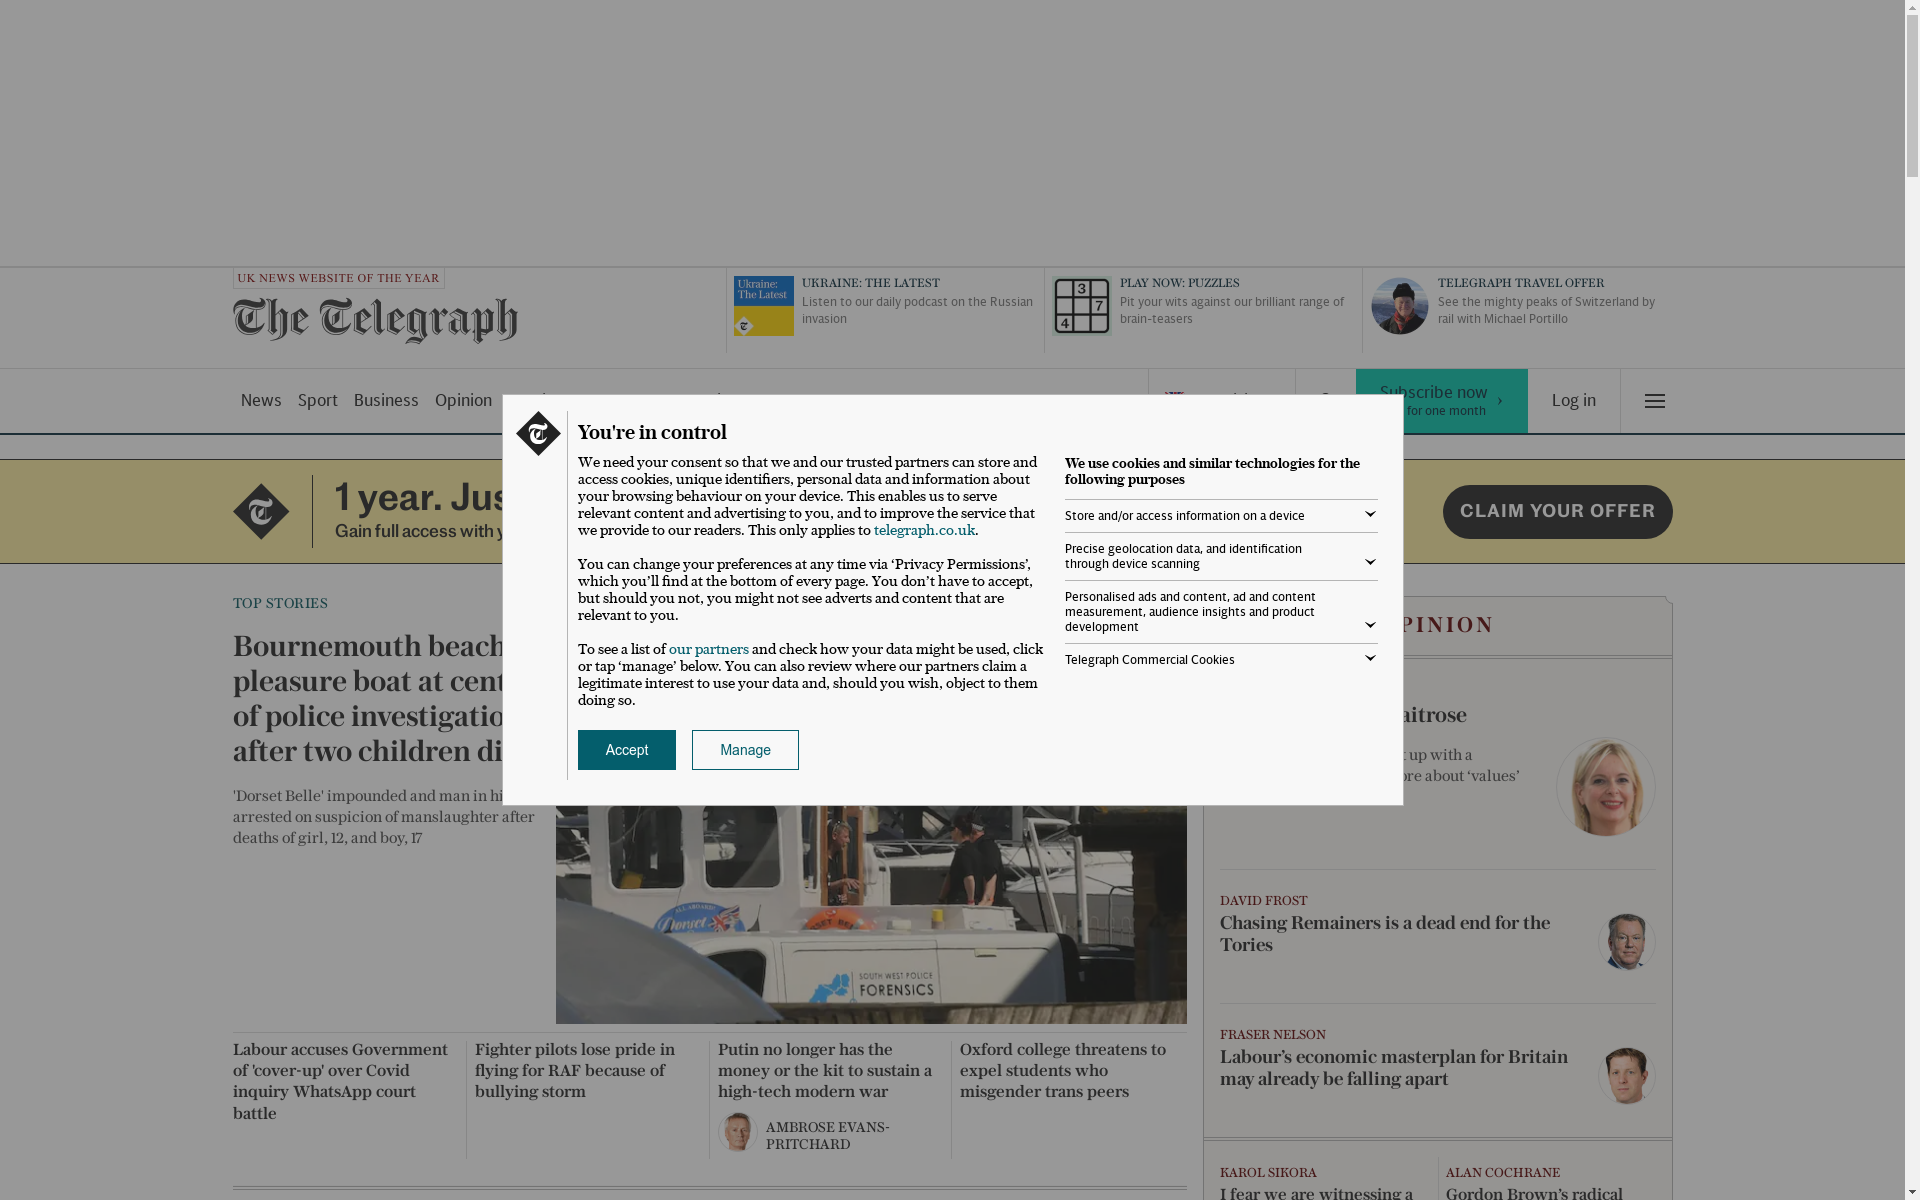 UK NEWS WEBSITE OF THE YEAR
The Telegraph
Ukraine:
The Latest
UKRAINE: THE LATEST
Listen to our daily podcast on the Russian
invasion
3
7
4
PLAY NOW: PUZZLES
Pit your wits against our brilliant range of
brain-teasers
TELEGRAPH TRAVEL OFFER
See the mighty peaks of Switzerland by
rail with Michael Portillo
News Sport Business Opinion
Subscribe now
for one month
Log in
1 year. Jus
Gain full access with y
CLAIM YOUR OFFER
You're in control
We need your consent so that we and our trusted partners can store and
access cookies, unique identifiers, personal data and information about
your browsing behaviour on your device. This enables us to serve
relevant content and advertising to you, and to improve the service that
we provide to our readers. This only applies to telegraph.co.uk.
You can change your preferences at any time via ‘Privacy Permissions’,
which you’ll find at the bottom of every page. You don’t have to accept,
but should you not, you might not see adverts and content that are
relevant to you.
To see a list of our partners and check how your data might be used, click
or tap ‘manage’ below. You can also review where our partners claim a
legitimate interest to use your data and, should you wish, object to them
doing so.
Accept
Manage
We use cookies and similar technologies for the
following purposes
Store and/or access information on a device
Precise geolocation data, and identification
through device scanning
Personalised ads and content, ad and content
measurement, audience insights and product
development
Telegraph Commercial Cookies
TOP STORIES
Bournemouth beach
pleasure boat at cent
of police investigatio
after two children di
'Dorset Belle' impounded and man in hi
arrested on suspicion of manslaughter after
deaths of girl, 12, and boy, 17
ALL ABOARD
Dorset
SOUTH WEST POLICE
FORENSICS
PINION
aitrose
t up with a
ore about ‘values’
DAVID FROST
Chasing Remainers is a dead end for the
Tories
FRASER NELSON
Labour’s economic masterplan for Britain
may already be falling apart
Labour accuses Government
of 'cover-up' over Covid
inquiry WhatsApp court
battle
Fighter pilots lose pride in
flying for RAF because of
bullying storm
Putin no longer has the
money or the kit to sustain a
high-tech modern war
AMBROSE EVANS-
PRITCHARD
Oxford college threatens to
expel students who
misgender trans peers
KAROL SIKORA
I fear we are witnessing a
ALAN COCHRANE
Gordon Brown’s radical